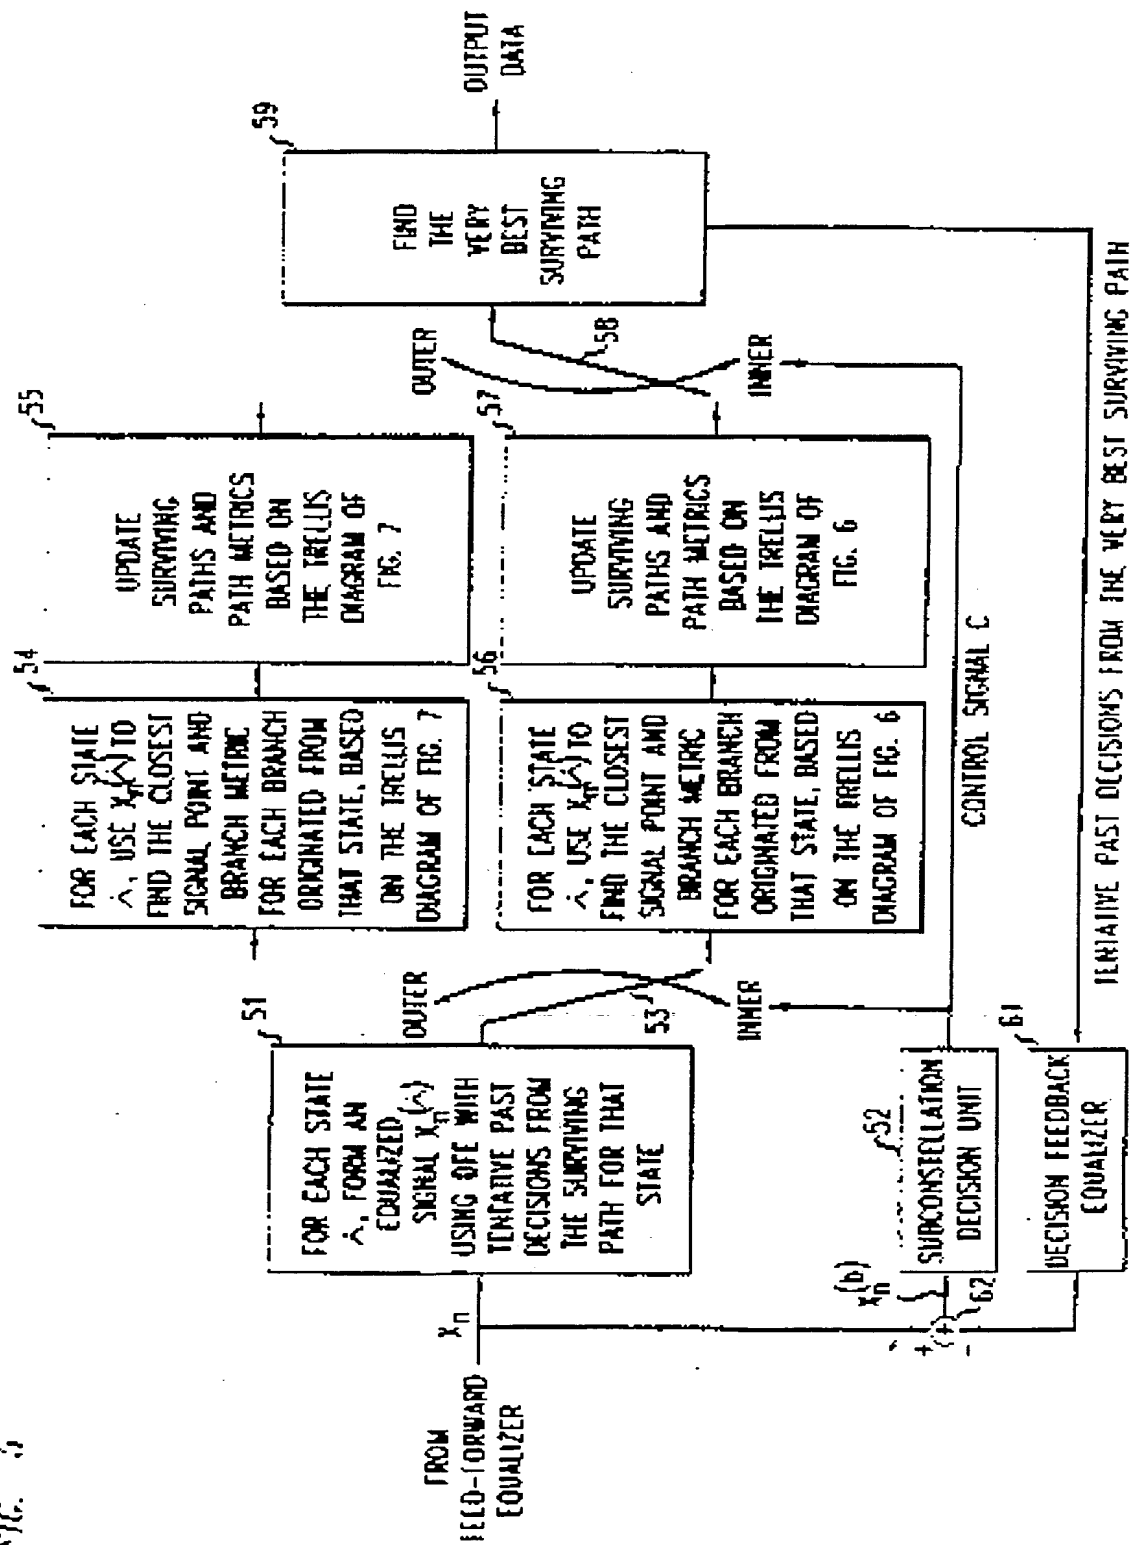 FIG.
FROM
FEED-FORWARD
EQUALIZER
Xn
51
FOR EACH STATE
λ, FORM AN
EQUALIZED
SIGNAL Xn(λ)
USING DFE WITH
TENTATIVE PAST
DECISIONS FROM
THE SURVIVING
PATH FOR THAT
STATE
OUTER
53
INNER
54
FOR EACH STATE
λ, USE Xn(λ) TO
FIND THE CLOSEST
SIGNAL POINT AND
BRANCH METRIC
FOR EACH BRANCH
ORIGINATED FROM
THAT STATE, BASED
ON THE TRELLIS
DIAGRAM OF FIG. 7
55
UPDATE
SURVIVING
PATHS AND
PATH METRICS
BASED ON
THE TRELLIS
DIAGRAM OF
FIG. 7
56
FOR EACH STATE
λ, USE Xn(λ) TO
FIND THE CLOSEST
SIGNAL POINT AND
BRANCH METRIC
FOR EACH BRANCH
ORIGINATED FROM
THAT STATE, BASED
ON THE TRELLIS
DIAGRAM OF FIG. 6
57
UPDATE
SURVIVING
PATHS AND
PATH METRICS
BASED ON
THE TRELLIS
DIAGRAM OF
FIG. 6
OUTER
58
INNER
59
FIND
THE
VERY
BEST
SURVIVING
PATH
OUTPUT
DATA
+
+
-
62
Xn(b)
52
SUBCONSTELLATION
DECISION UNIT
CONTROL SIGNAL C
61
DECISION FEEDBACK
EQUALIZER
TENTATIVE PAST DECISIONS FROM THE VERY BEST SURVIVING PATH